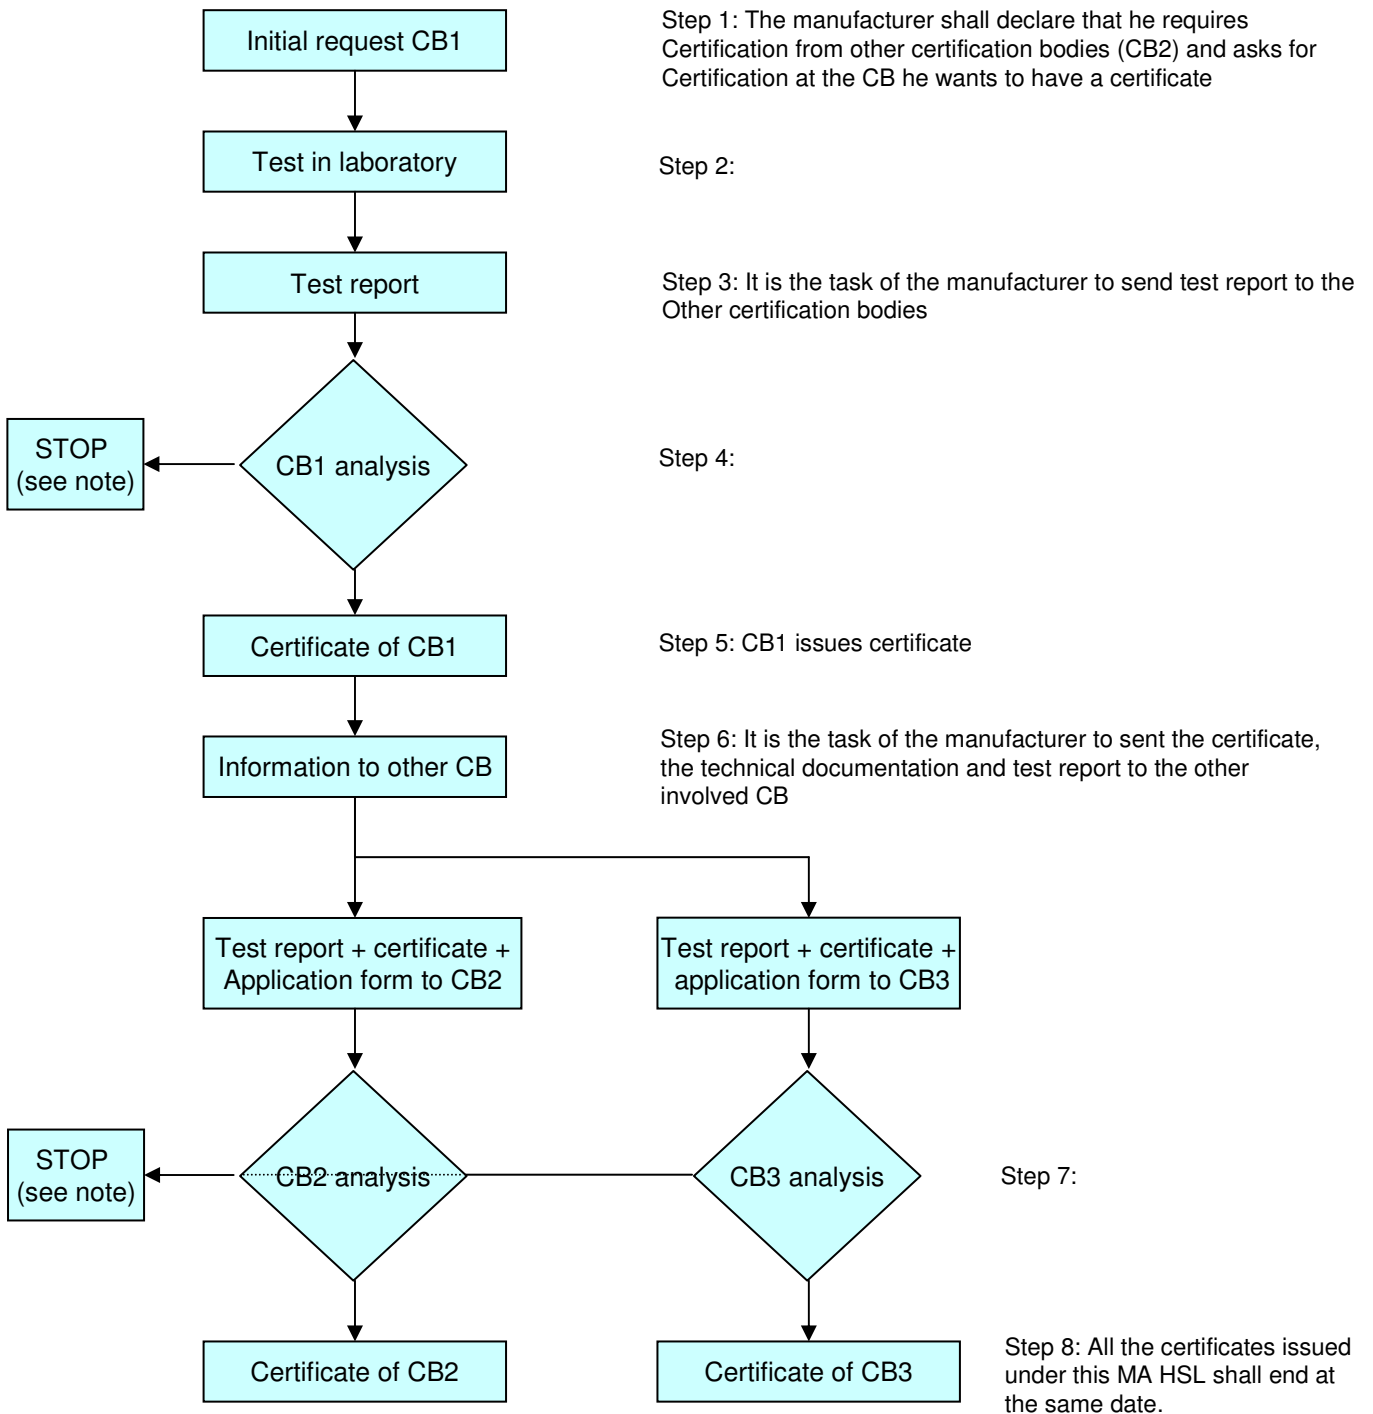 Initial request CB1
Step 1: The manufacturer shall declare that he requires
Certification from other certification bodies (CB2) and asks for
Certification at the CB he wants to have a certificate
Test in laboratory
Step 2:
Test report
Step 3: It is the task of the manufacturer to send test report to the
Other certification bodies
STOP
(see note)
CB1 analysis
Step 4:
Certificate of CB1
Step 5: CB1 issues certificate
Information to other CB
Step 6: It is the task of the manufacturer to sent the certificate,
the technical documentation and test report to the other
involved CB
Test report + certificate +
Application form to CB2
Test report + certificate +
application form to CB3
STOP
(see note)
CB2 analysis
CB3 analysis
Step 7:
Certificate of CB2
Certificate of CB3
Step 8: All the certificates issued
under this MA HSL shall end at
the same date.